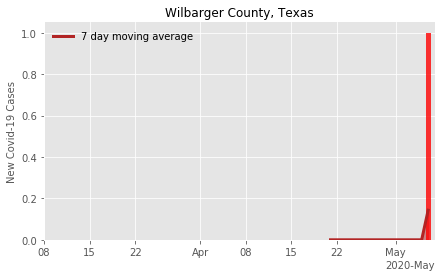 Wilbarger County, Texas
7 day moving average
New Covid-19 Cases
1.0
0.8
0.6
0.4
0.2
0.0
08 15 22 Apr 08 15 22 May
2020-May